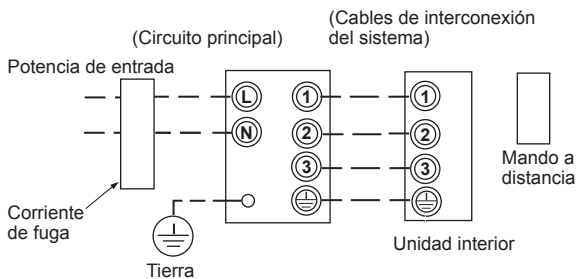 (Circuito principal)
(Cables de interconexión
del sistema)
Potencia de entrada
L
N
1
2
3
1
2
3
Mando a
distancia
Corriente
de fuga
Tierra
Unidad interior